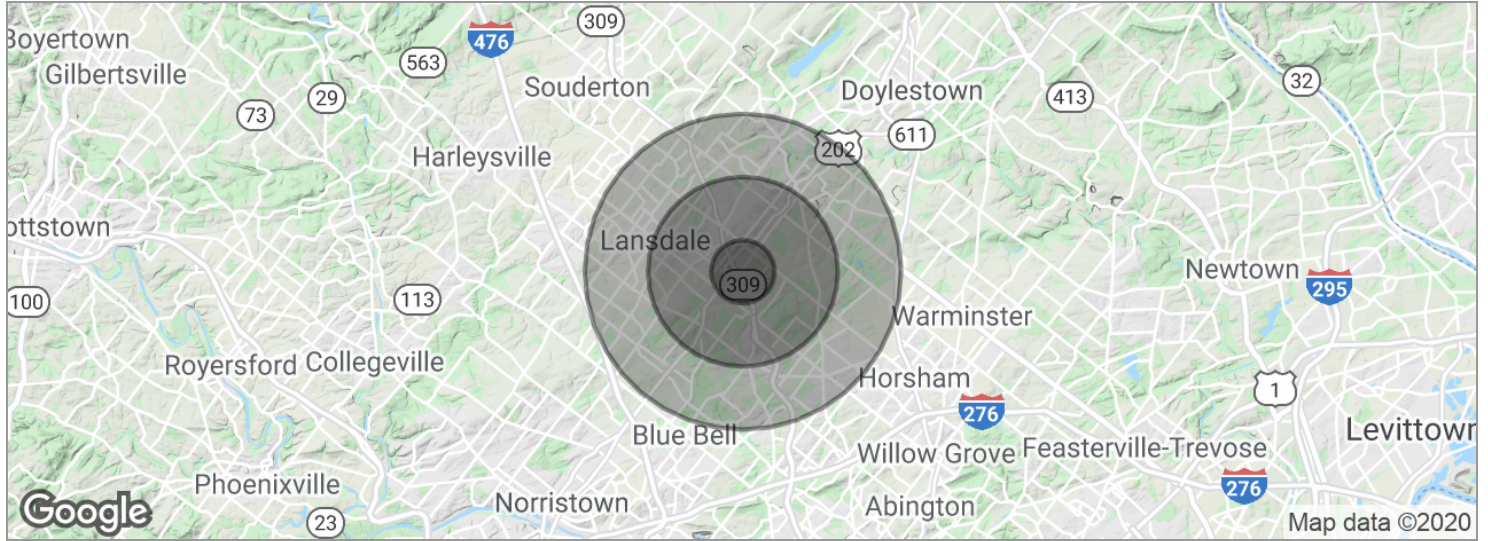 309
Boyertown
476
563
Gilbertsville
Souderton
Doylestown
29
413
32
73
611
202
Harleysville
ottstown
Lansdale
Newtown
309
295
100
113
Warminster
Royersford
Collegeville
Horsham
1
276
Blue Bell
Levittown
Willow Grove
Feasterville-Trevose
Phoenixville
276
Norristown
Abington
Google
23
Map data ©2020